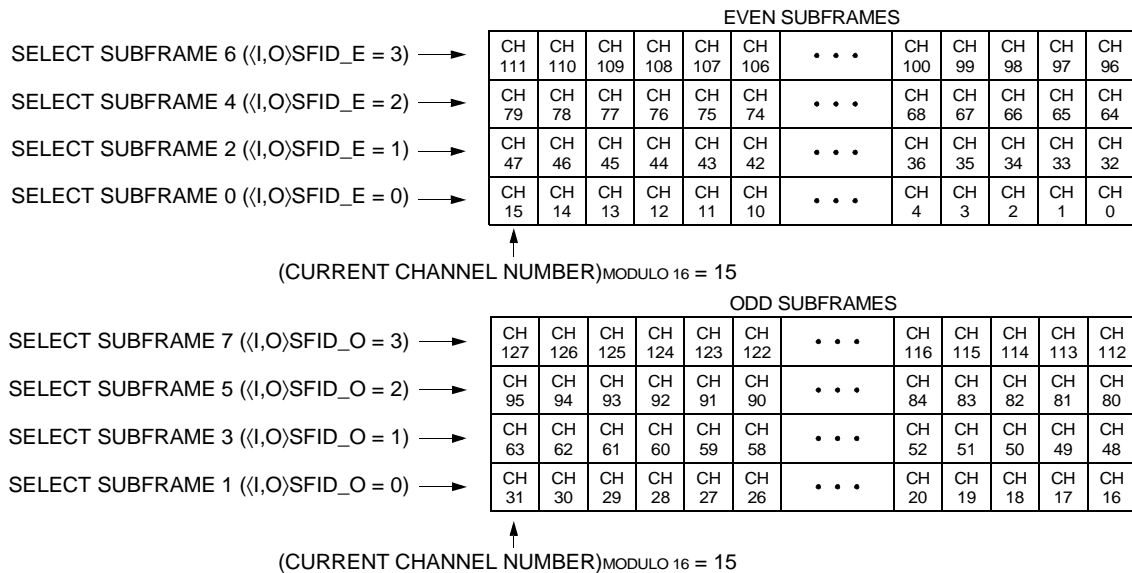 EVEN SUBFRAMES
SELECT SUBFRAME 6 (⟨I,O⟩SFID_E = 3) CH 111 CH 110 CH 109 CH 108 CH 107 CH 106 • • • CH 100 CH 99 CH 98 CH 97 CH 96
SELECT SUBFRAME 4 (⟨I,O⟩SFID_E = 2) CH 79 CH 78 CH 77 CH 76 CH 75 CH 74 • • • CH 68 CH 67 CH 66 CH 65 CH 64
SELECT SUBFRAME 2 (⟨I,O⟩SFID_E = 1) CH 47 CH 46 CH 45 CH 44 CH 43 CH 42 • • • CH 36 CH 35 CH 34 CH 33 CH 32
SELECT SUBFRAME 0 (⟨I,O⟩SFID_E = 0) CH 15 CH 14 CH 13 CH 12 CH 11 CH 10 • • • CH 4 CH 3 CH 2 CH 1 CH 0
(CURRENT CHANNEL NUMBER)MODULO 16 = 15
ODD SUBFRAMES
SELECT SUBFRAME 7 (⟨I,O⟩SFID_O = 3) CH 127 CH 126 CH 125 CH 124 CH 123 CH 122 • • • CH 116 CH 115 CH 114 CH 113 CH 112
SELECT SUBFRAME 5 (⟨I,O⟩SFID_O = 2) CH 95 CH 94 CH 93 CH 92 CH 91 CH 90 • • • CH 84 CH 83 CH 82 CH 81 CH 80
SELECT SUBFRAME 3 (⟨I,O⟩SFID_O = 1) CH 63 CH 62 CH 61 CH 60 CH 59 CH 58 • • • CH 52 CH 51 CH 50 CH 49 CH 48
SELECT SUBFRAME 1 (⟨I,O⟩SFID_O = 0) CH 31 CH 30 CH 29 CH 28 CH 27 CH 26 • • • CH 20 CH 19 CH 18 CH 17 CH 16
(CURRENT CHANNEL NUMBER)MODULO 16 = 15